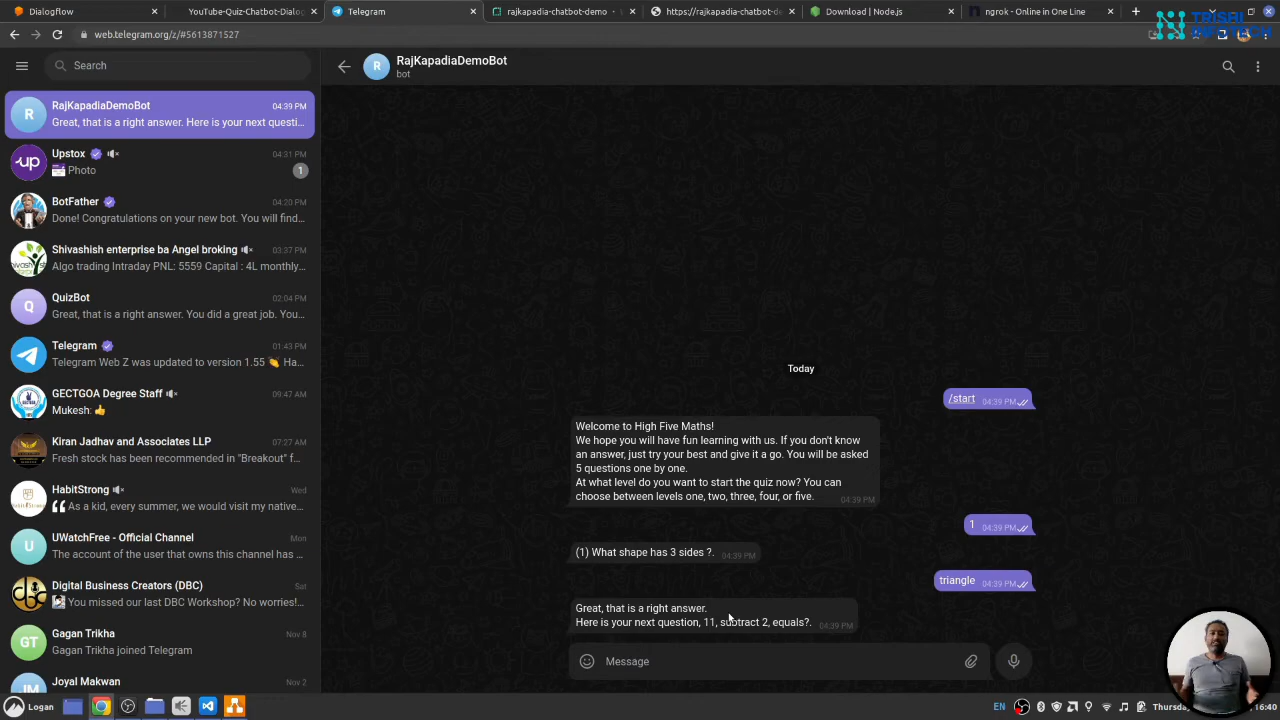 Dialogflow
YouTube-Quiz-Chatbot-Dialo
Telegram
rajkapadia-chatbot-demo
https://rajkapadia-chatbot-de
Download | Node.js
ngrok - Online in One Line
TRISBI
INFOTECH
web.telegram.org/z/#5613871527
Search
R
RajKapadiaDemoBot
bot
R
RajKapadiaDemoBot
04:39 PM
Great, that is a right answer. Here is your next questi...
up
Upstox
04:31 PM
Photo
1
BotFather
04:20 PM
Done! Congratulations on your new bot. You will find...
Shivashish enterprise ba Angel broking
03:37 PM
Algo trading Intraday PNL: 5559 Capital : 4L monthly...
Q
QuizBot
02:04 PM
Great, that is a right answer. You did a great job. You...
Telegram
01:43 PM
Telegram Web Z was updated to version 1.55 👏 Ha...
GECTGOA Degree Staff
09:47 AM
Mukesh: 👍
Kiran Jadhav and Associates LLP
07:27 AM
Fresh stock has been recommended in "Breakout" f...
HabitStrong
Wed
As a kid, every summer, we would visit my native...
U
UWatchFree - Official Channel
Mon
The account of the user that owns this channel has ...
Digital Business Creators (DBC)
Sat
You missed our last DBC Workshop? No worries!...
GT
Gagan Trikha
Nov 8
Gagan Trikha joined Telegram
JM
Joyal Makwan
Nov 2
Today
/start
04:39 PM
Welcome to High Five Maths!
We hope you will have fun learning with us. If you don't know
an answer, just try your best and give it a go. You will be asked
5 questions one by one.
At what level do you want to start the quiz now? You can
choose between levels one, two, three, four, or five.
04:39 PM
1
04:39 PM
(1) What shape has 3 sides ?.
04:39 PM
triangle
04:39 PM
Great, that is a right answer.
Here is your next question, 11, subtract 2, equals?.
04:39 PM
Message
Logan
EN
Thursda
16:40